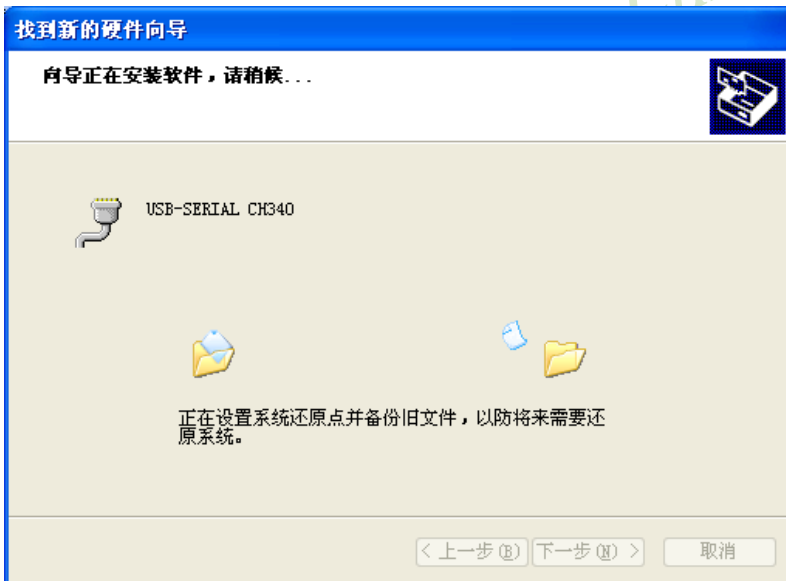 找到新的硬件向导
向导正在安装软件，请稍候...
USB-SERIAL CH340
正在设置系统还原点并备份旧文件，以防将来需要还
原系统。
< 上一步(B) 下一步(N) > 取消